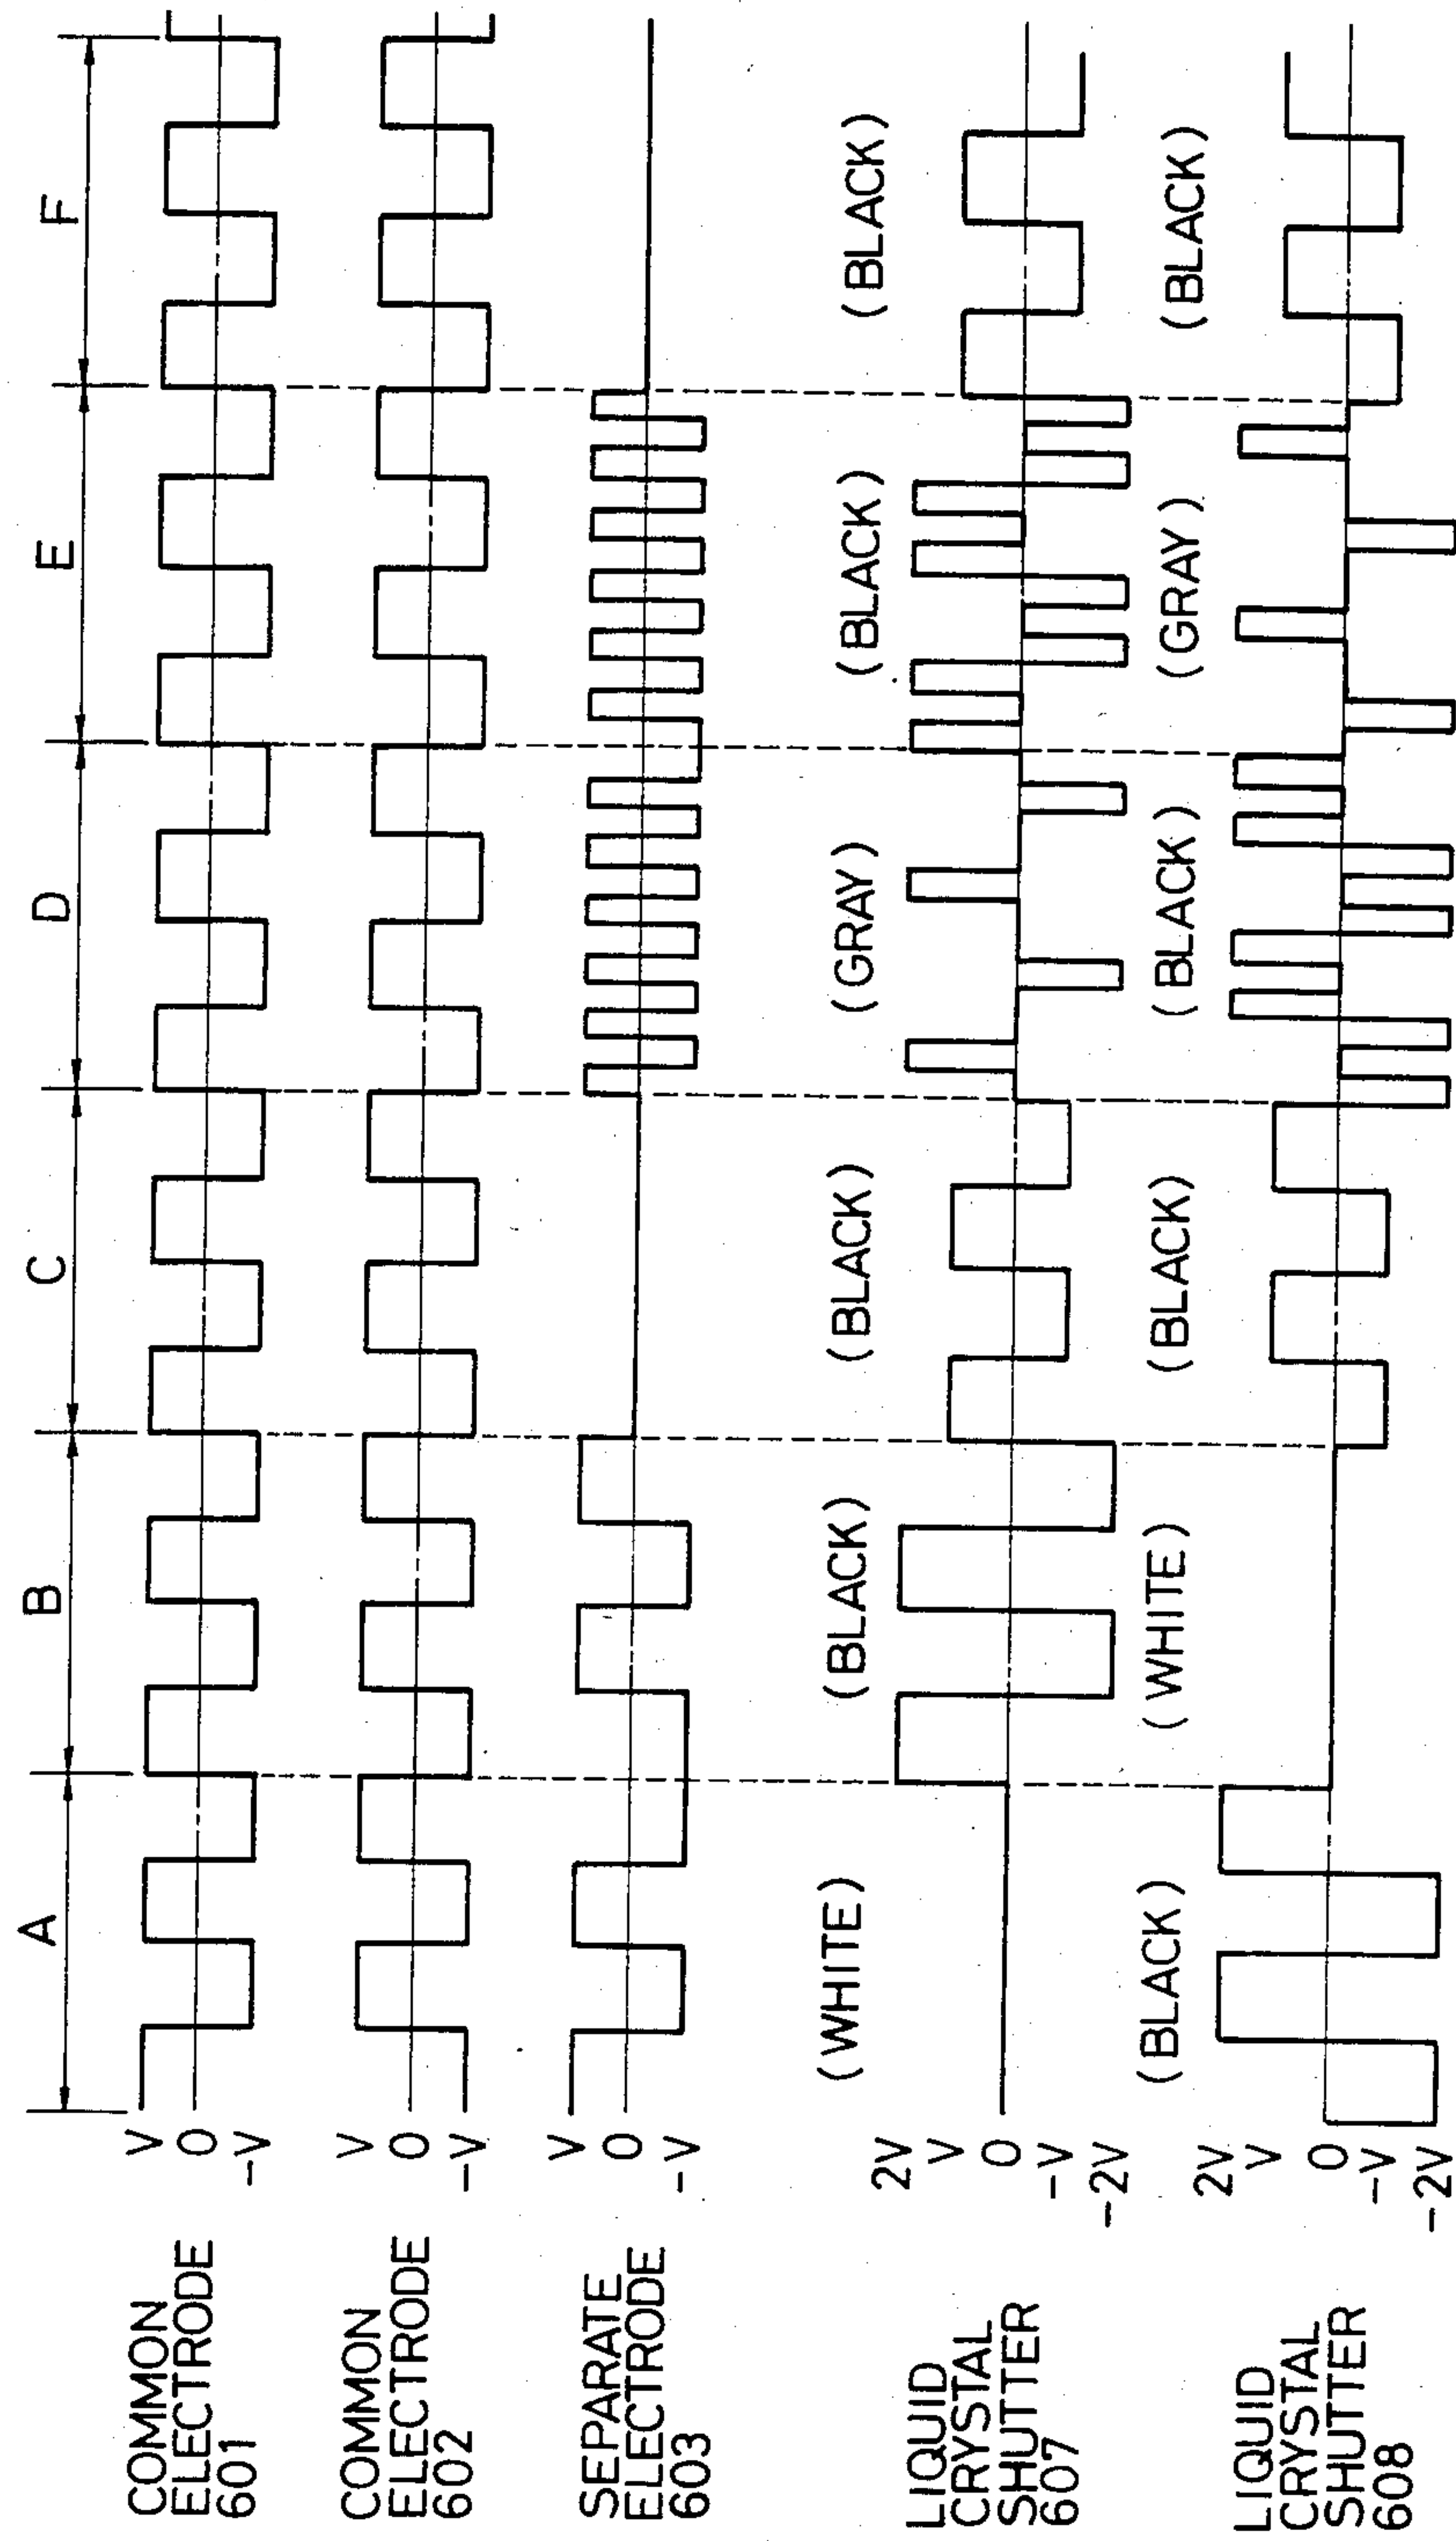 A
B
C
D
E
F
COMMON
ELECTRODE
601
V
0
-V
COMMON
ELECTRODE
602
V
0
-V
SEPARATE
ELECTRODE
603
V
0
-V
LIQUID
CRYSTAL
SHUTTER
607
2V
V
0
-V
-2V
(WHITE)
(BLACK)
(BLACK)
(GRAY)
(BLACK)
(BLACK)
LIQUID
CRYSTAL
SHUTTER
608
2V
V
0
-V
-2V
(BLACK)
(WHITE)
(BLACK)
(BLACK)
(GRAY)
(BLACK)